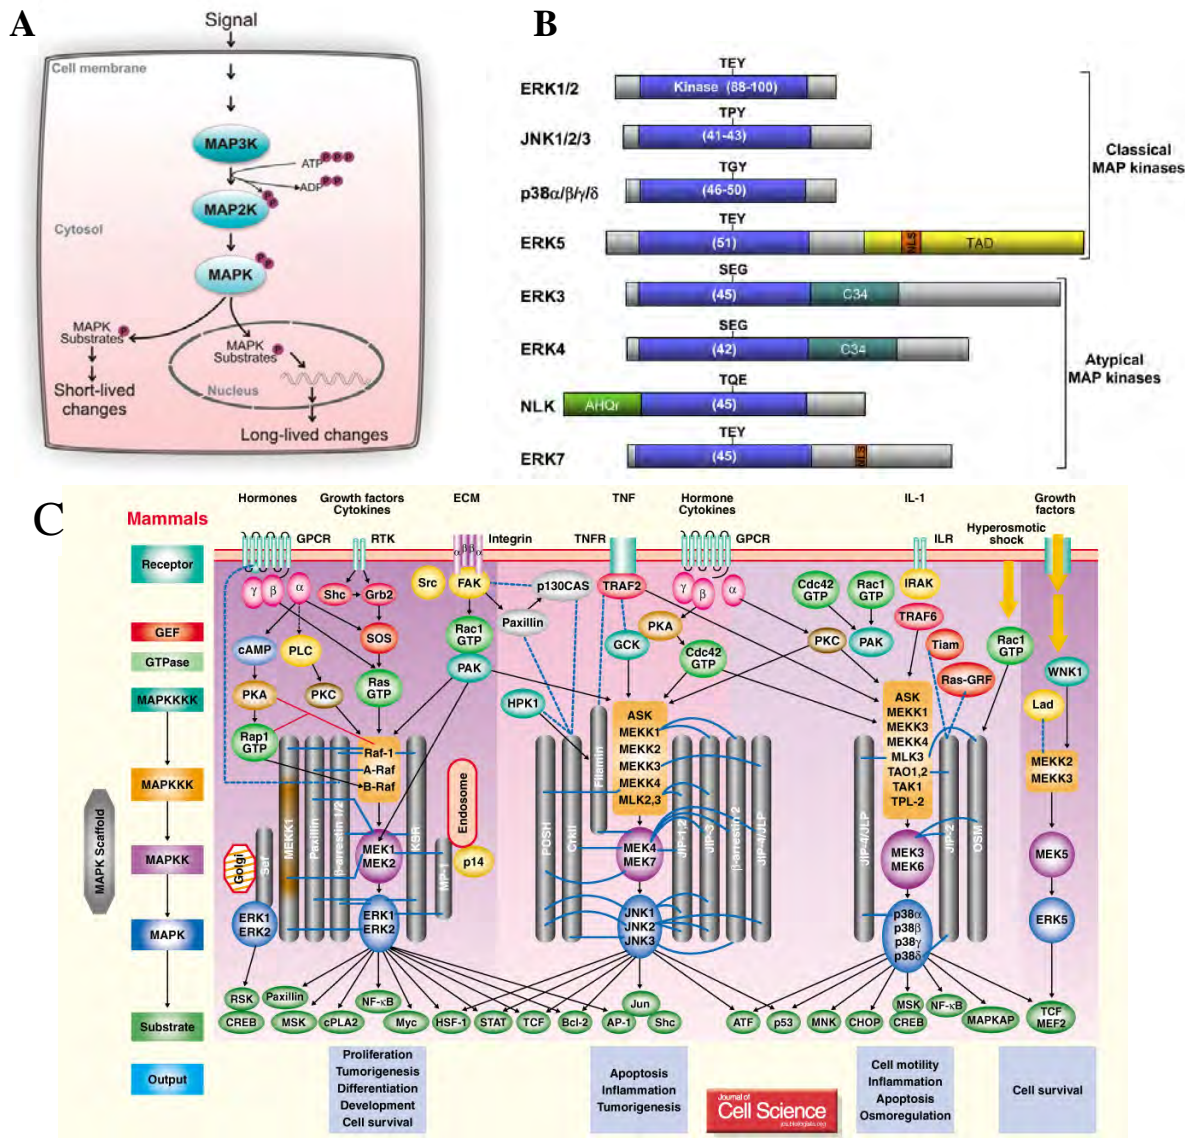 A
Signal
Cell membrane
MAP3K
ATP P P P
ADP P P
P P
MAP2K
Cytosol
P P
MAPK
MAPK
Substrates P
MAPK
Substrates P
Short-lived
changes
Nucleus
Long-lived changes
B
TEY
ERK1/2 Kinase (88-100)
TPY
JNK1/2/3 (41-43)
TGY
p38α/β/γ/δ (46-50)
TEY
ERK5 (51) NLS TAD
Classical
MAP kinases
SEG
ERK3 (45) C34
SEG
ERK4 (42) C34
TQE
NLK AHQr (45)
TEY
ERK7 (45) NLS
Atypical
MAP kinases
C
Mammals
Receptor
GEF
GTPase
MAPKKKK
MAPKKK
MAPKK
MAPK
Substrate
Output
MAPK Scaffold
Hormones
Growth factors
Cytokines
ECM
TNF
Hormone
Cytokines
IL-1
Hyperosmotic
shock
Growth
factors
GPCR
RTK
α β β α
Integrin
TNFR
GPCR
ILR
γ β α
Shc
Grb2
Src
FAK
p130CAS
TRAF2
γ β α
Cdc42
GTP
Rac1
GTP
IRAK
TRAF6
SOS
Rac1
GTP
Paxillin
PKA
GCK
Cdc42
GTP
PKC
PAK
Tiam
Rac1
GTP
cAMP
PLC
PAK
Ras-GRF
WNK1
PKA
PKC
Ras
GTP
HPK1
Lad
Rap1
GTP
Raf-1
A-Raf
B-Raf
Filamin
ASK
MEKK1
MEKK2
MEKK3
MEKK4
MLK2,3
ASK
MEKK1
MEKK3
MEKK4
MLK3
TAO1,2
TAK1
TPL-2
MEKK2
MEKK3
Golgi
Sef
MEKK1
Paxillin
β-arrestin 1/2
KSR
MP-1
Endosome
p14
POSH
CrkII
JIP-1,2
JIP-3
β-arrestin 2
JIP-4/JLP
JIP-4/JLP
JIP-2
OSM
MEK1
MEK2
MEK4
MEK7
MEK3
MEK6
MEK5
ERK1
ERK2
ERK1
ERK2
JNK1
JNK2
JNK3
p38α
p38β
p38γ
p38δ
ERK5
RSK
CREB
Paxillin
MSK
cPLA2
NF-κB
Myc
HSF-1
STAT
TCF
Bcl-2
AP-1
Jun
Shc
ATF
p53
MNK
CHOP
MSK
CREB
NF-κB
MAPKAP
TCF
MEF2
Proliferation
Tumorigenesis
Differentiation
Development
Cell survival
Apoptosis
Inflammation
Tumorigenesis
Cell motility
Inflammation
Apoptosis
Osmoregulation
Cell survival
Journal of
Cell Science
jcs.biologists.org